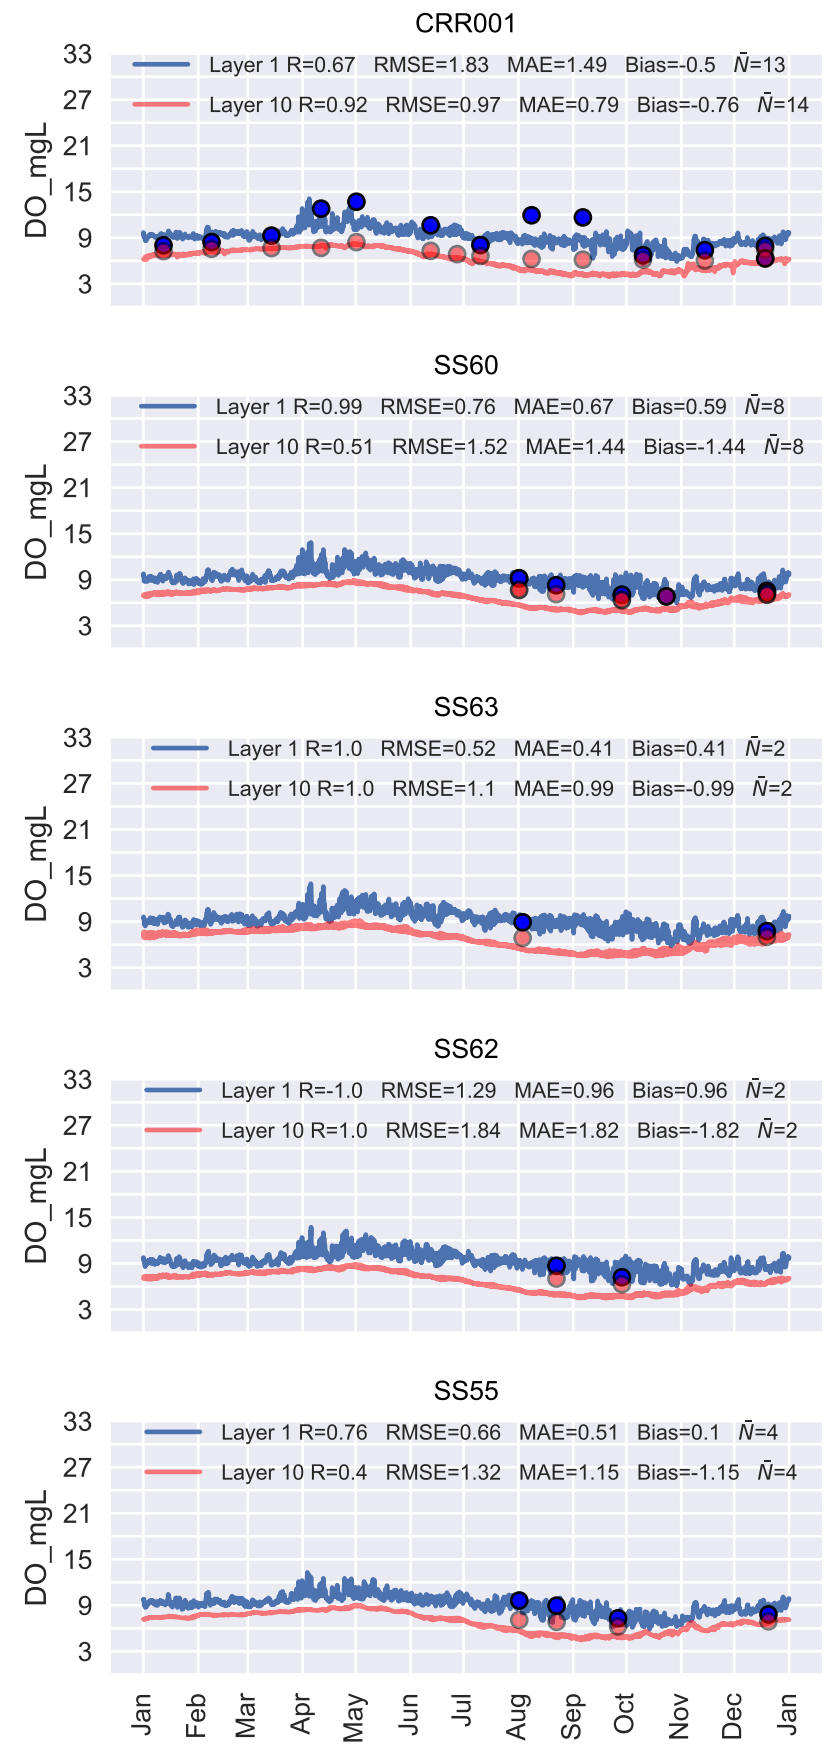 CRR001
33
27
21
15
9
3
DO_mgL
Layer 1 R=0.67 RMSE=1.83 MAE=1.49 Bias=-0.5 N̄=13
Layer 10 R=0.92 RMSE=0.97 MAE=0.79 Bias=-0.76 N̄=14
SS60
33
27
21
15
9
3
DO_mgL
Layer 1 R=0.99 RMSE=0.76 MAE=0.67 Bias=0.59 N̄=8
Layer 10 R=0.51 RMSE=1.52 MAE=1.44 Bias=-1.44 N̄=8
SS63
33
27
21
15
9
3
DO_mgL
Layer 1 R=1.0 RMSE=0.52 MAE=0.41 Bias=0.41 N̄=2
Layer 10 R=1.0 RMSE=1.1 MAE=0.99 Bias=-0.99 N̄=2
SS62
33
27
21
15
9
3
DO_mgL
Layer 1 R=-1.0 RMSE=1.29 MAE=0.96 Bias=0.96 N̄=2
Layer 10 R=1.0 RMSE=1.84 MAE=1.82 Bias=-1.82 N̄=2
SS55
33
27
21
15
9
3
DO_mgL
Layer 1 R=0.76 RMSE=0.66 MAE=0.51 Bias=0.1 N̄=4
Layer 10 R=0.4 RMSE=1.32 MAE=1.15 Bias=-1.15 N̄=4
Jan Feb Mar Apr May Jun Jul Aug Sep Oct Nov Dec Jan